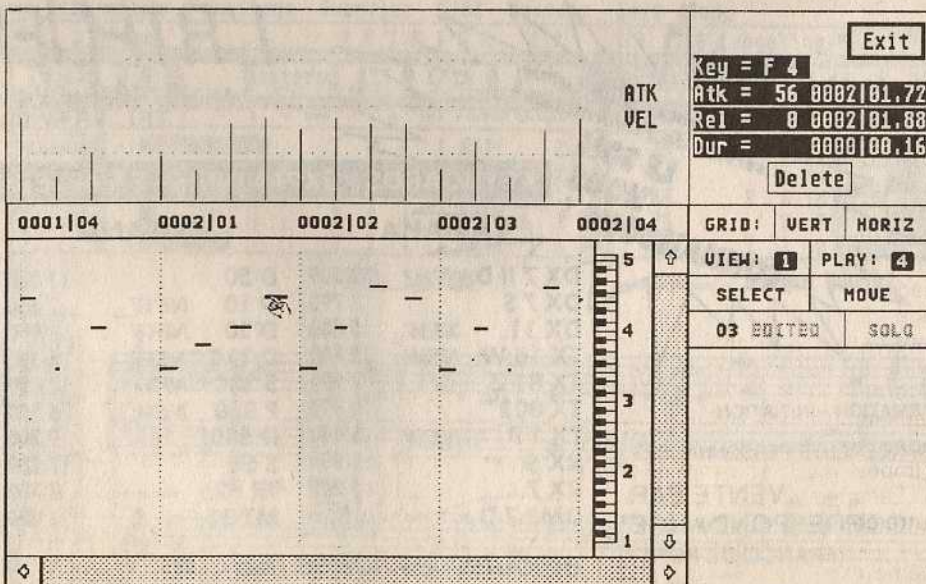 Exit
Key = F 4
ATK
Atk = 56 0002|01.72
VEL
Rel = 0 0002|01.88
Dur = 0000|00.16
Delete
0001|04 0002|01 0002|02 0002|03 0002|04
GRID: VERT HORIZ
5
VIEW: 1 PLAY: 4
SELECT MOVE
4
03 EDITED SOLO
3
2
1